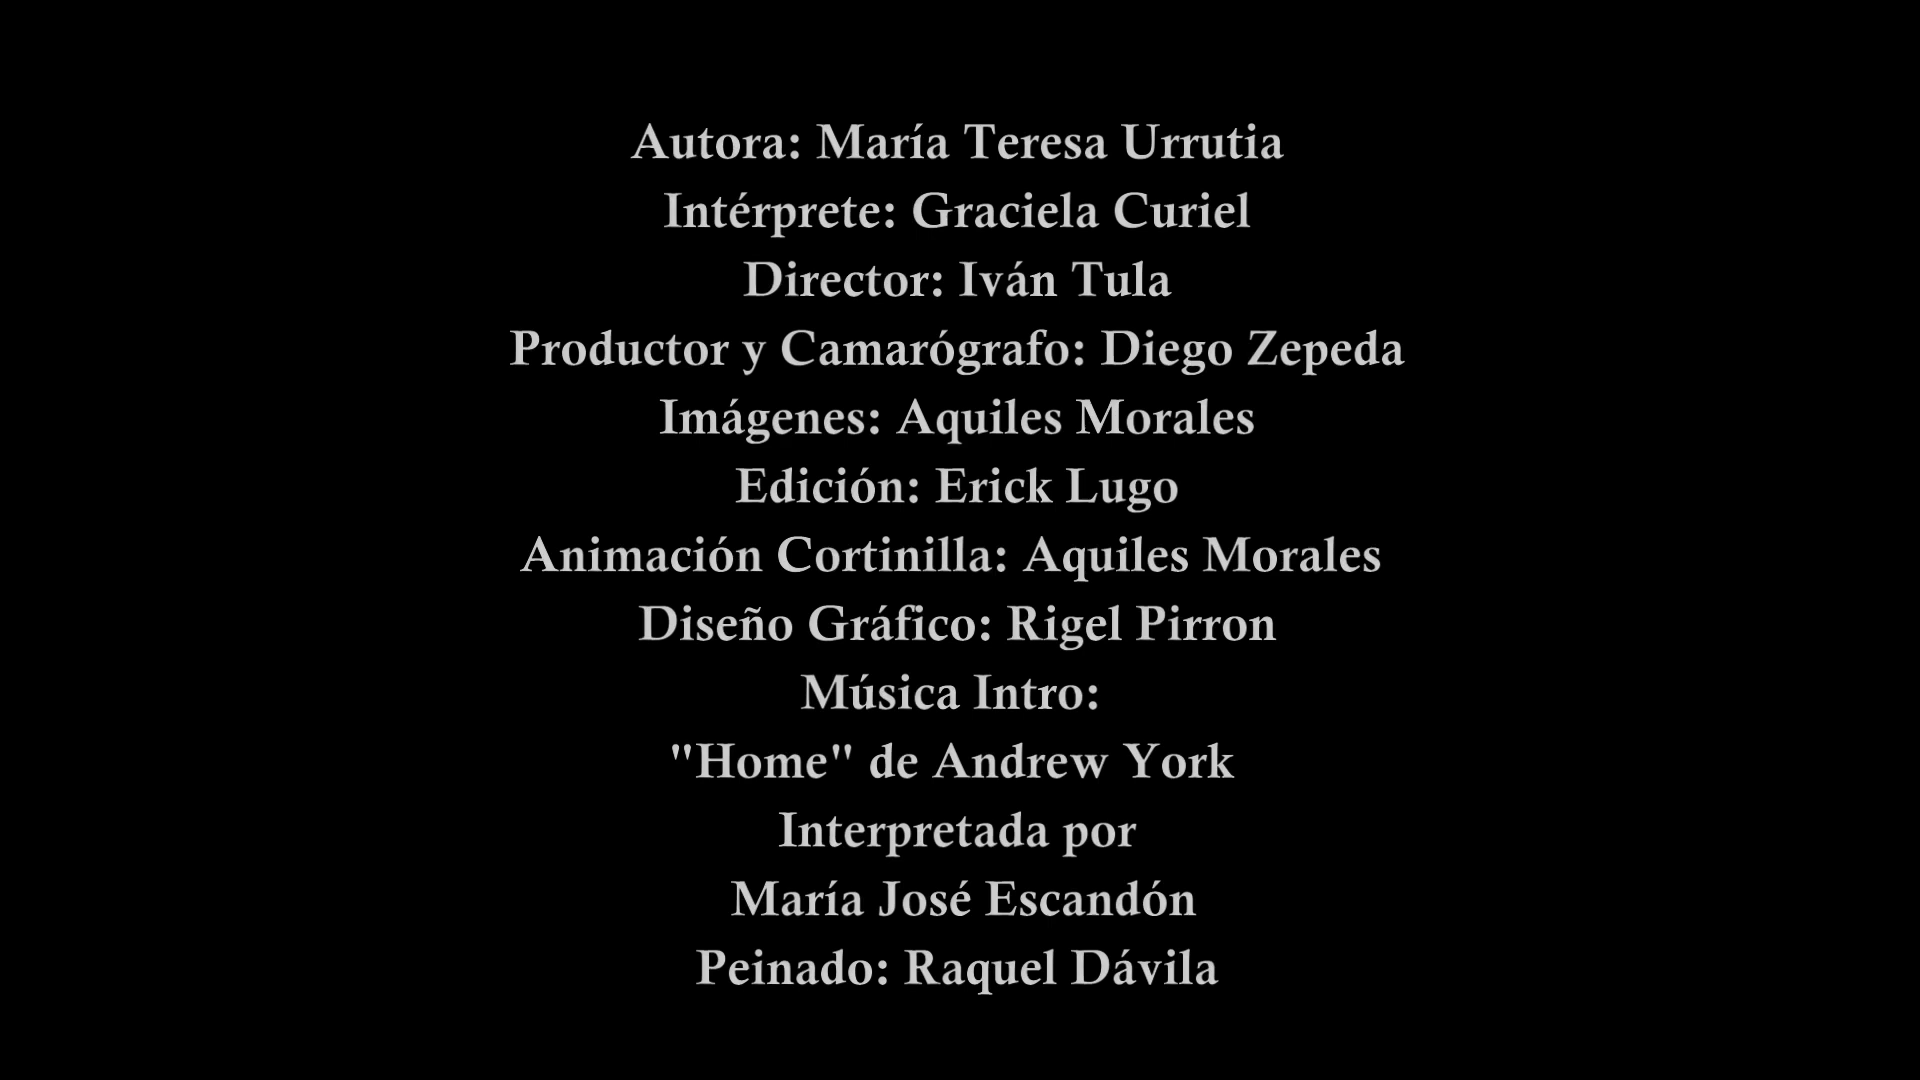 Autora: María Teresa Urrutia
Intérprete: Graciela Curiel
Director: Iván Tula
Productor y Camarógrafo: Diego Zepeda
Imágenes: Aquiles Morales
Edición: Erick Lugo
Animación Cortinilla: Aquiles Morales
Diseño Gráfico: Rigel Pirron
Música Intro:
"Home" de Andrew York
Interpretada por
María José Escandón
Peinado: Raquel Dávila